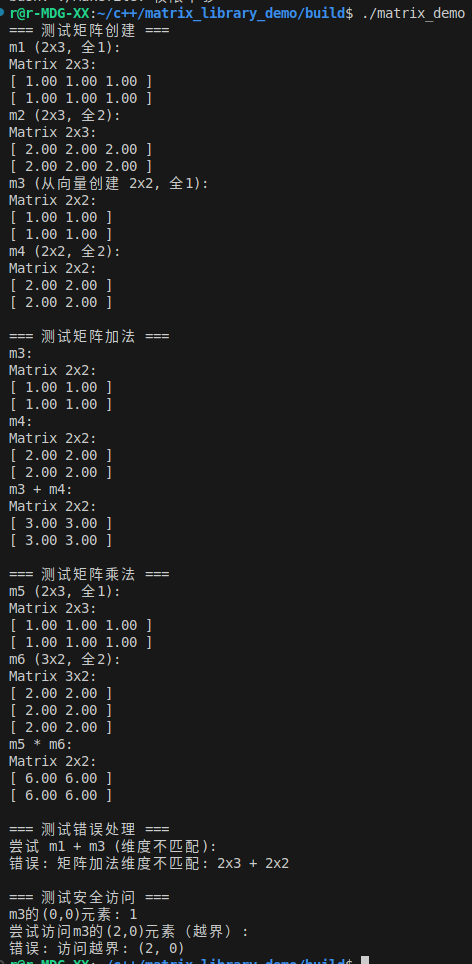 r@r-MDG-XX:~/c++/matrix_library_demo/build$ ./matrix_demo
=== 测试矩阵创建 ===
m1 (2x3, 全1):
Matrix 2x3:
[ 1.00 1.00 1.00 ]
[ 1.00 1.00 1.00 ]
m2 (2x3, 全2):
Matrix 2x3:
[ 2.00 2.00 2.00 ]
[ 2.00 2.00 2.00 ]
m3 (从向量创建 2x2, 全1):
Matrix 2x2:
[ 1.00 1.00 ]
[ 1.00 1.00 ]
m4 (2x2, 全2):
Matrix 2x2:
[ 2.00 2.00 ]
[ 2.00 2.00 ]
=== 测试矩阵加法 ===
m3:
Matrix 2x2:
[ 1.00 1.00 ]
[ 1.00 1.00 ]
m4:
Matrix 2x2:
[ 2.00 2.00 ]
[ 2.00 2.00 ]
m3 + m4:
Matrix 2x2:
[ 3.00 3.00 ]
[ 3.00 3.00 ]
=== 测试矩阵乘法 ===
m5 (2x3, 全1):
Matrix 2x3:
[ 1.00 1.00 1.00 ]
[ 1.00 1.00 1.00 ]
m6 (3x2, 全2):
Matrix 3x2:
[ 2.00 2.00 ]
[ 2.00 2.00 ]
[ 2.00 2.00 ]
m5 * m6:
Matrix 2x2:
[ 6.00 6.00 ]
[ 6.00 6.00 ]
=== 测试错误处理 ===
尝试 m1 + m3 (维度不匹配):
错误: 矩阵加法维度不匹配: 2x3 + 2x2
=== 测试安全访问 ===
m3的(0,0)元素: 1
尝试访问m3的(2,0)元素（越界）:
错误: 访问越界: (2, 0)
r@r-MDG-XX:~/c++/matrix_library_demo/build$